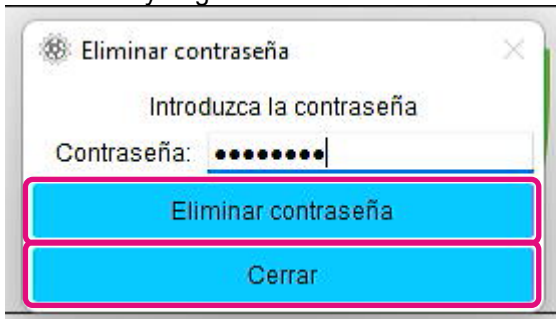 Eliminar contraseña
Introduzca la contraseña
Contraseña: ••••••••
Eliminar contraseña
Cerrar